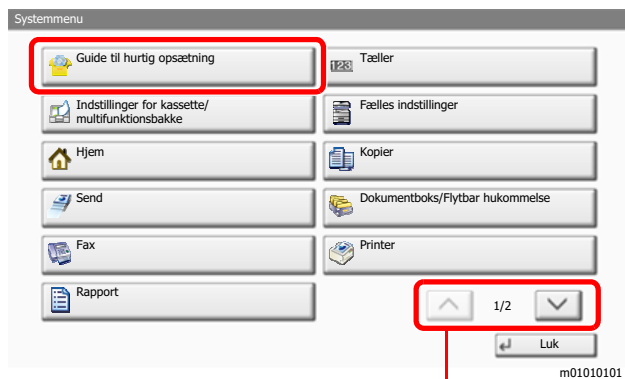 Systemmenu
Guide til hurtig opsætning
123
Tæller
Indstillinger for kassette/
multifunktionsbakke
Fælles indstillinger
Hjem
Kopier
Send
Dokumentboks/Flytbar hukommelse
Fax
Printer
Rapport
1/2
Luk
m01010101